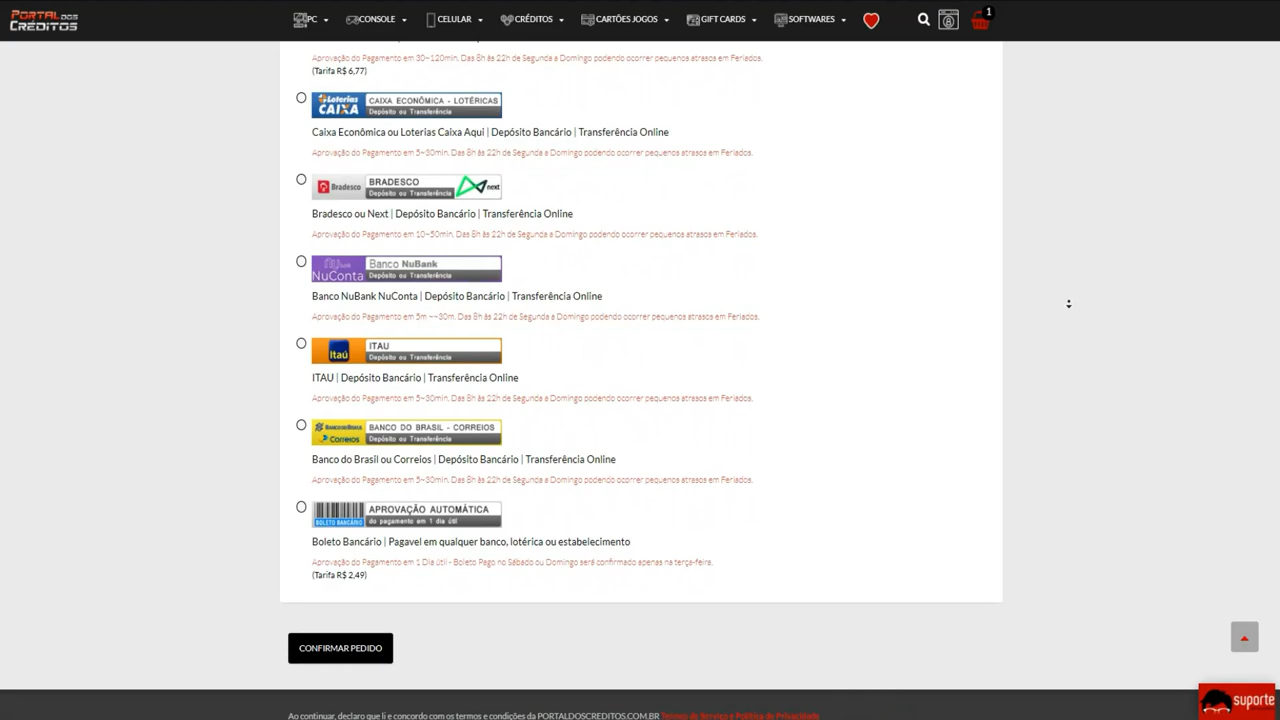 PORTAL DOS CRÉDITOS
PC
CONSOLE
CELULAR
CRÉDITOS
CARTÕES JOGOS
GIFT CARDS
SOFTWARES
1
Aprovação do Pagamento em 30~120min. Das 8h às 22h de Segunda a Domingo podendo ocorrer pequenos atrasos em Feriados.
(Tarifa R$ 6,77)
Loterias CAIXA
CAIXA ECONÔMICA - LOTÉRICAS
Depósito ou Transferência
Caixa Econômica ou Loterias Caixa Aqui | Depósito Bancário | Transferência Online
Aprovação do Pagamento em 5~30min. Das 8h às 22h de Segunda a Domingo podendo ocorrer pequenos atrasos em Feriados.
Bradesco
BRADESCO
Depósito ou Transferência
next
Bradesco ou Next | Depósito Bancário | Transferência Online
Aprovação do Pagamento em 10~50min. Das 8h às 22h de Segunda a Domingo podendo ocorrer pequenos atrasos em Feriados.
NuConta
Banco NuBank
Depósito ou Transferência
Banco NuBank NuConta | Depósito Bancário | Transferência Online
Aprovação do Pagamento em 5m ~~30m. Das 8h às 22h de Segunda a Domingo podendo ocorrer pequenos atrasos em Feriados.
Itaú
ITAU
Depósito ou Transferência
ITAU | Depósito Bancário | Transferência Online
Aprovação do Pagamento em 5~30min. Das 8h às 22h de Segunda a Domingo podendo ocorrer pequenos atrasos em Feriados.
BANCO DO BRASIL
Correios
BANCO DO BRASIL - CORREIOS
Depósito ou Transferência
Banco do Brasil ou Correios | Depósito Bancário | Transferência Online
Aprovação do Pagamento em 5~30min. Das 8h às 22h de Segunda a Domingo podendo ocorrer pequenos atrasos em Feriados.
BOLETO BANCÁRIO
APROVAÇÃO AUTOMÁTICA
do pagamento em 1 dia útil
Boleto Bancário | Pagavel em qualquer banco, lotérica ou estabelecimento
Aprovação do Pagamento em 1 Dia útil - Boleto Pago no Sábado ou Domingo será confirmado apenas na terça-feira.
(Tarifa R$ 2,49)
CONFIRMAR PEDIDO
suporte
Ao continuar, declaro que li e concordo com os termos e condições da PORTALDOSCREDITOS.COM.BR Termos de Serviço e Política de Privacidade